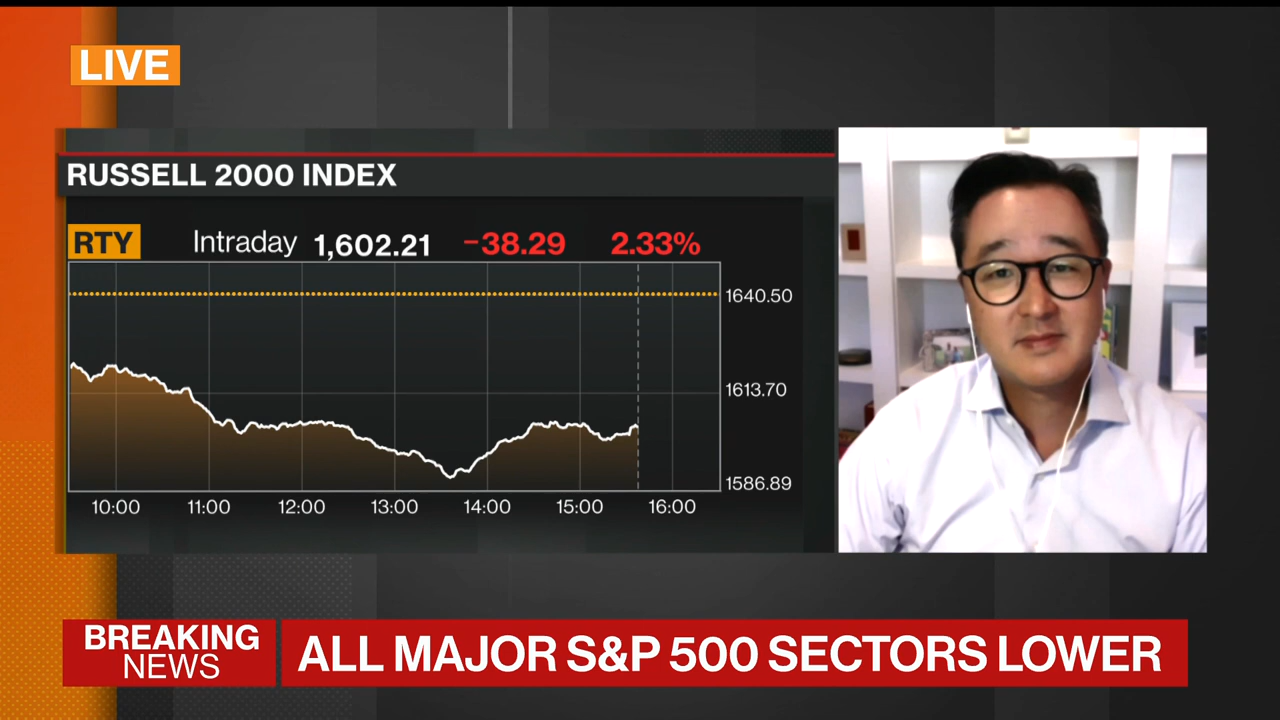 LIVE
RUSSELL 2000 INDEX
RTY Intraday 1,602.21 -38.29 2.33%
1640.50
1613.70
1586.89
10:00 11:00 12:00 13:00 14:00 15:00 16:00
BREAKING
NEWS
ALL MAJOR S&P 500 SECTORS LOWER